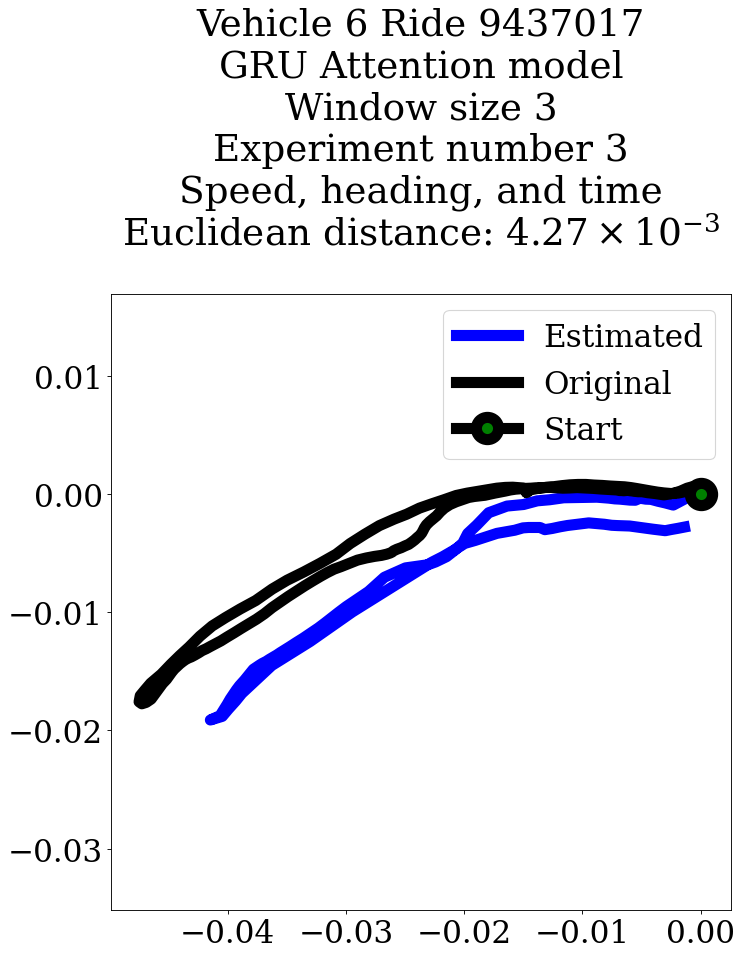 Vehicle 6 Ride 9437017
GRU Attention model
Window size 3
Experiment number 3
Speed, heading, and time
Euclidean distance: 4.27 × 10⁻³
Estimated
Original
Start
0.01
0.00
−0.01
−0.02
−0.03
−0.04 −0.03 −0.02 −0.01 0.00